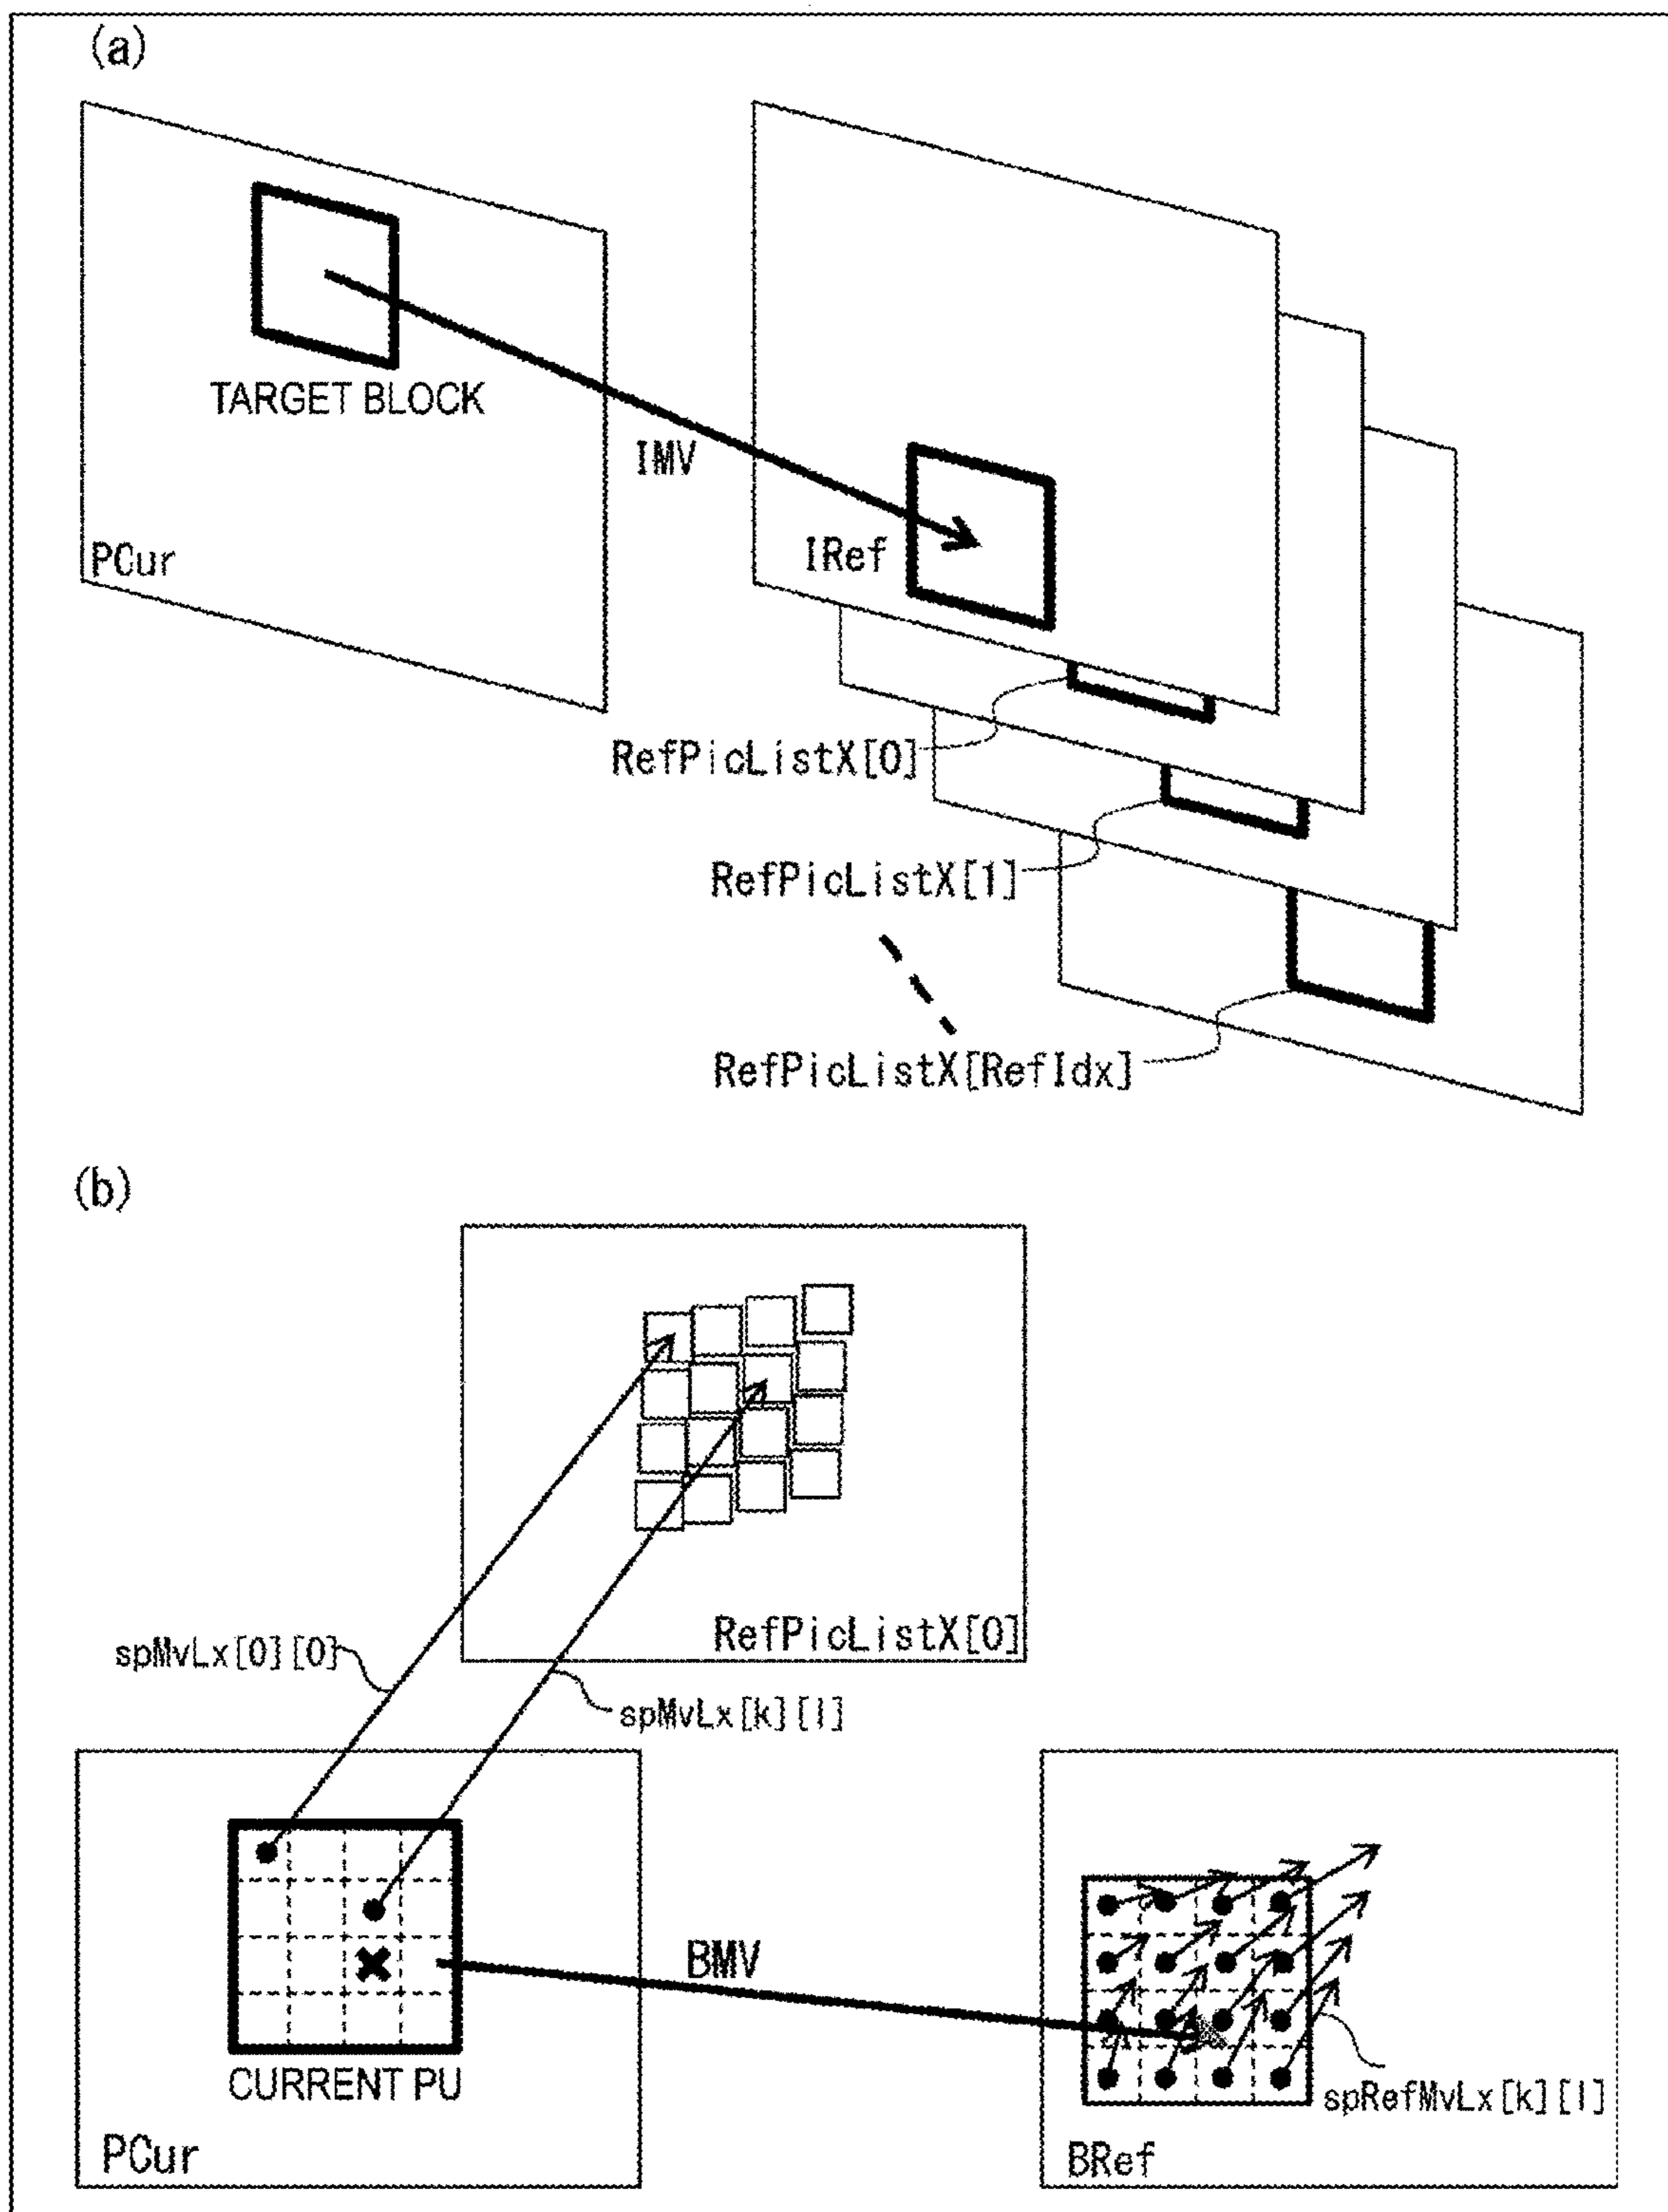 (a)
TARGET BLOCK
IMV
PCur
IRef
RefPicListX[0]
RefPicListX[1]
RefPicListX[RefIdx]
(b)
RefPicListX[0]
spMvLx[0][0]
spMvLx[k][l]
BMV
CURRENT PU
spRefMvLx[k][l]
PCur
BRef